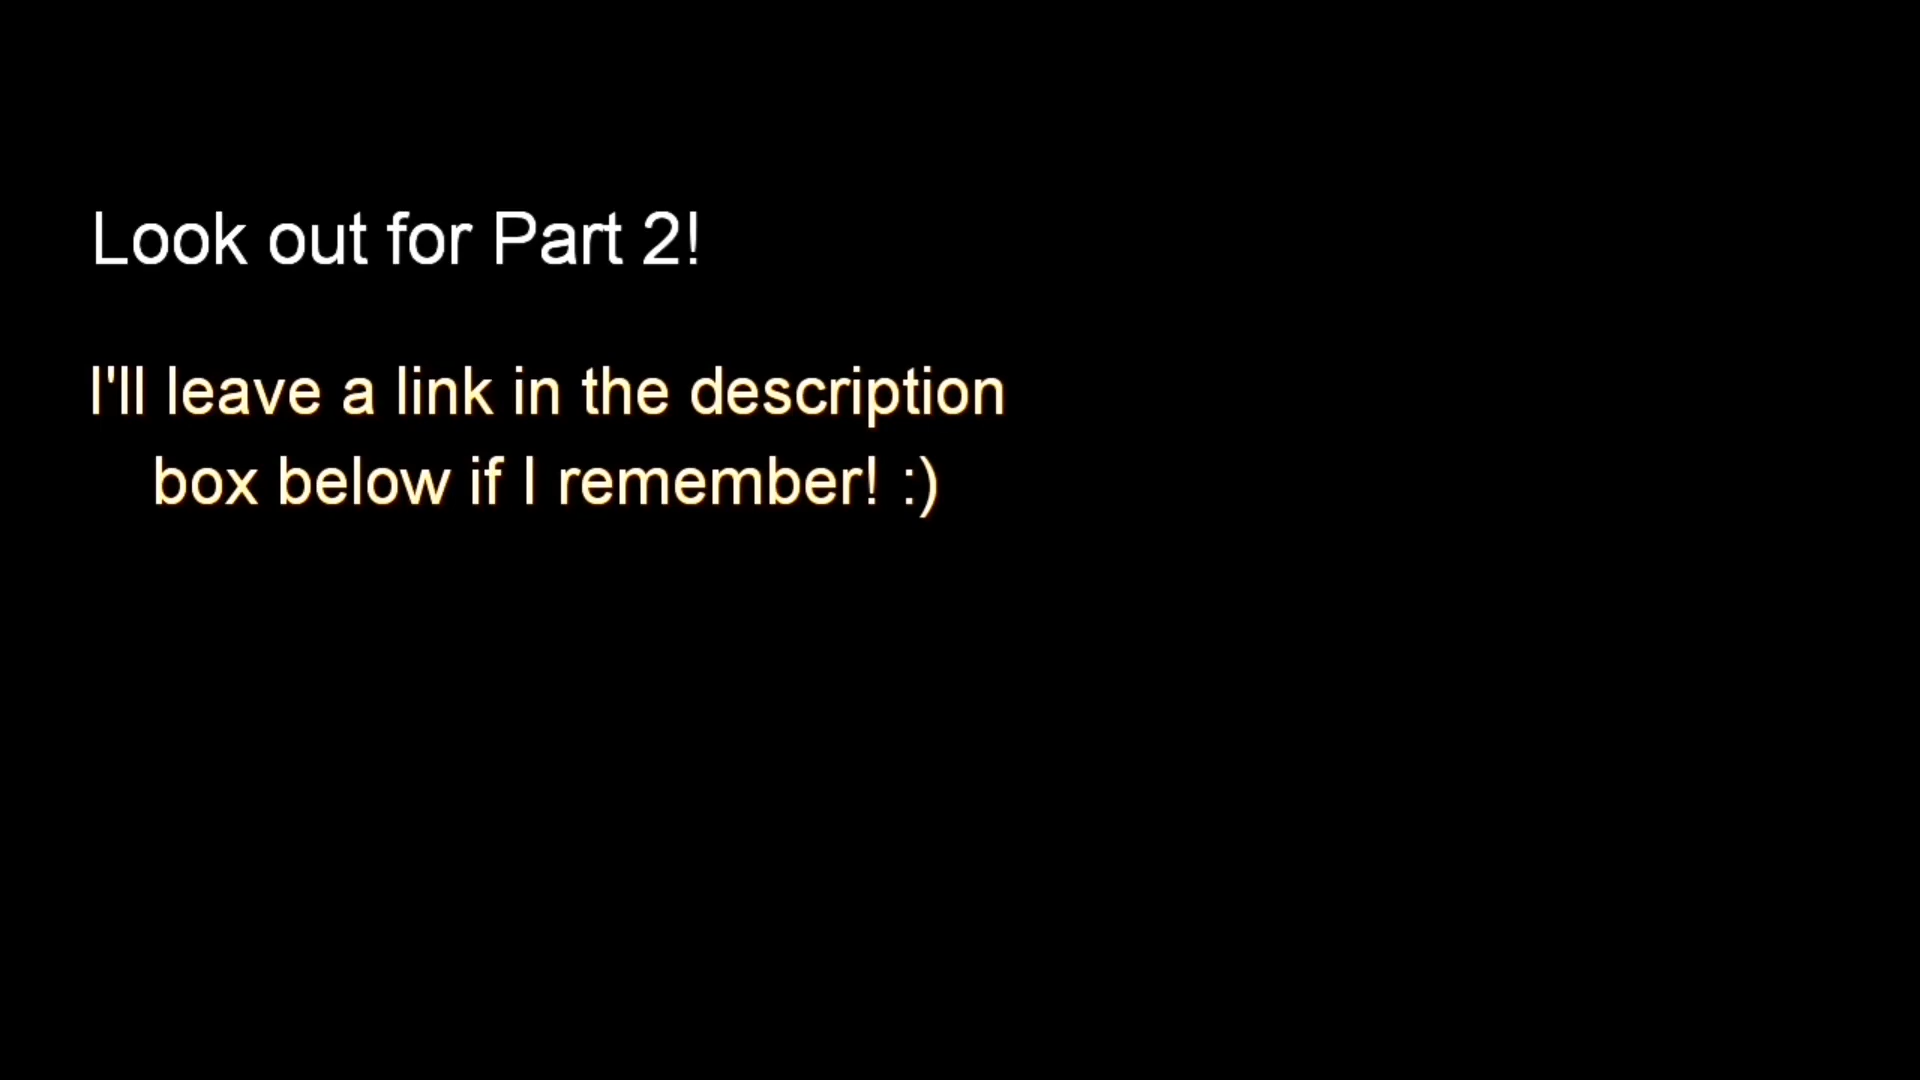 Look out for Part 2!
I'll leave a link in the description
box below if I remember! :)